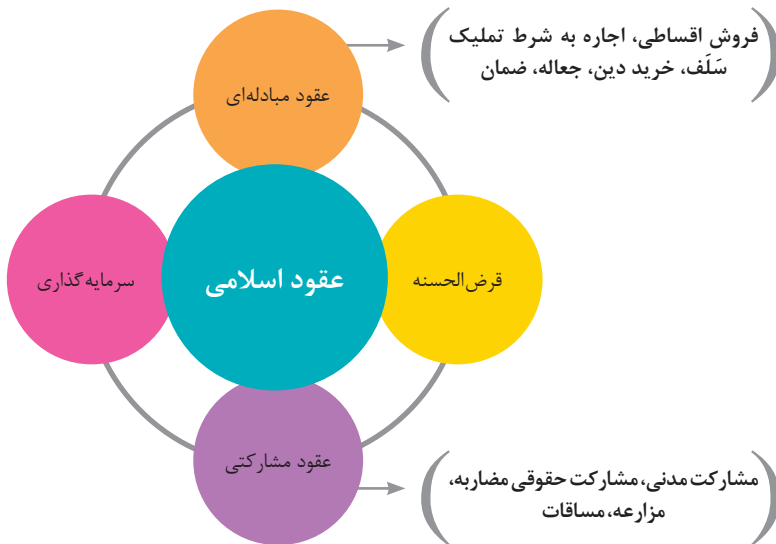 فروش اقساطی، اجاره به شرط تملیک
سَلَف، خرید دین، جعاله، ضمان
عقود مبادله‌ای
قرض‌الحسنه
عقود اسلامی
سرمایه‌گذاری
عقود مشارکتی
مشارکت مدنی، مشارکت حقوقی مضاربه،
مزارعه، مساقات